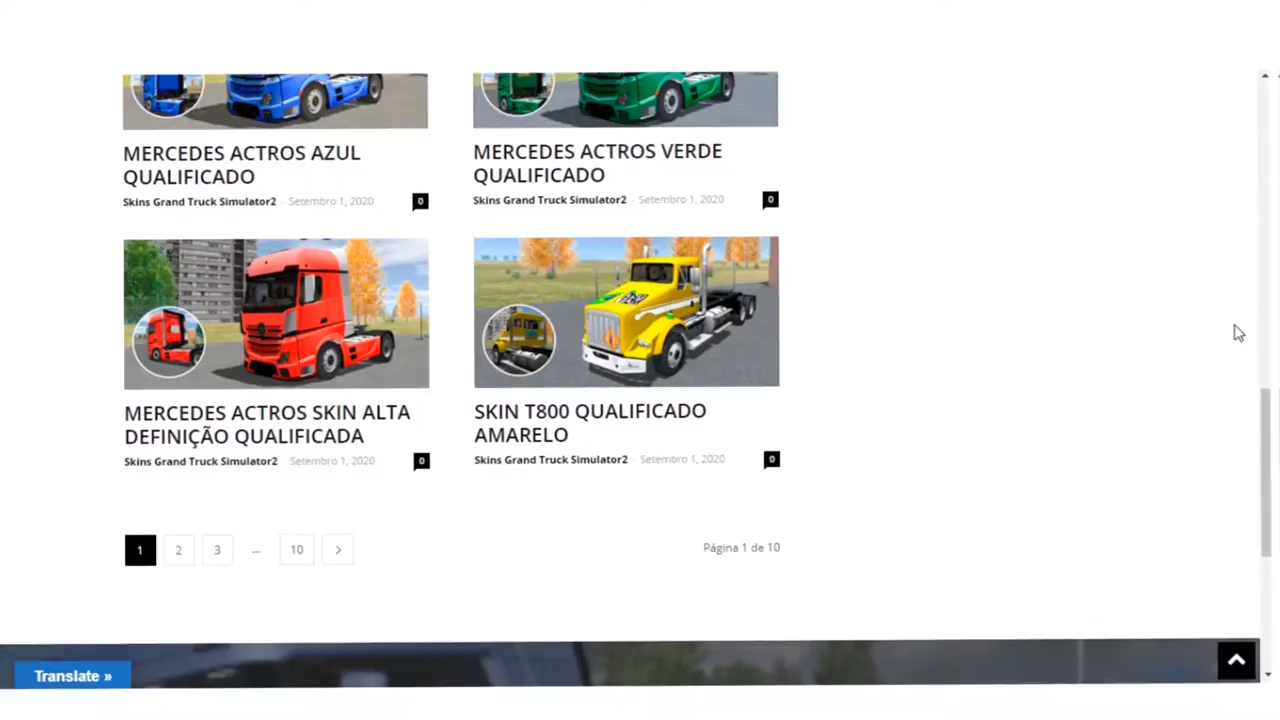 MERCEDES ACTROS AZUL
QUALIFICADO
Skins Grand Truck Simulator2 - Setembro 1, 2020 0
MERCEDES ACTROS VERDE
QUALIFICADO
Skins Grand Truck Simulator2 - Setembro 1, 2020 0
MERCEDES ACTROS SKIN ALTA
DEFINIÇÃO QUALIFICADA
Skins Grand Truck Simulator2 - Setembro 1, 2020 0
SKIN T800 QUALIFICADO
AMARELO
Skins Grand Truck Simulator2 - Setembro 1, 2020 0
1 2 3 ... 10 >
Página 1 de 10
Translate »